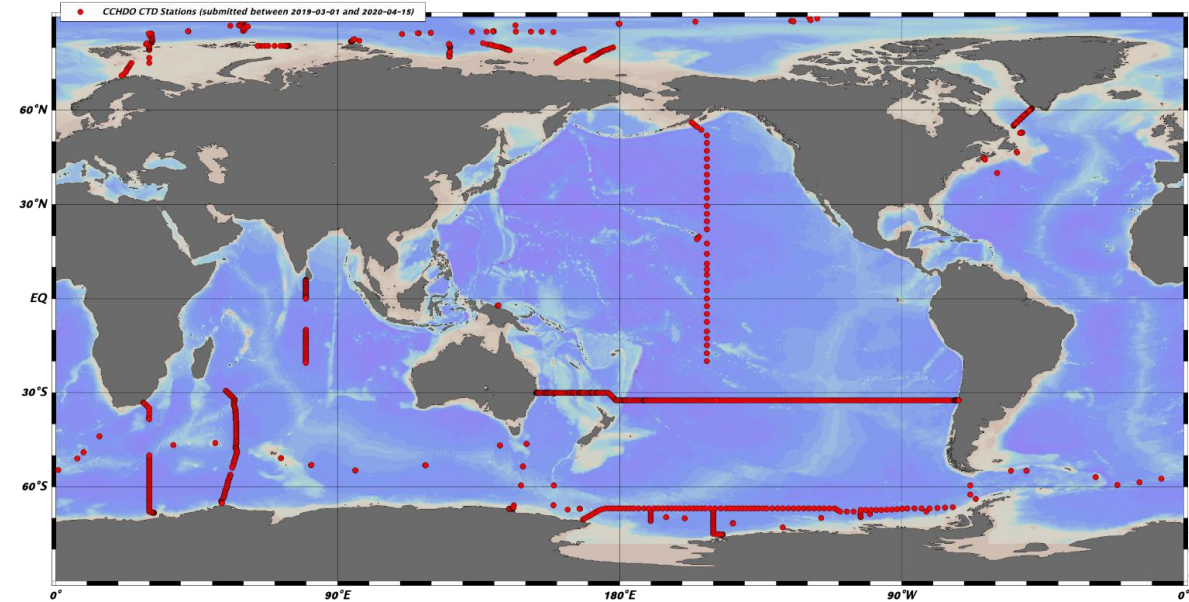 CCHDO CTD Stations (submitted between 2019-03-01 and 2020-04-15)
60°N
30°N
EQ
30°S
60°S
0° 90°E 180°E 90°W 0°